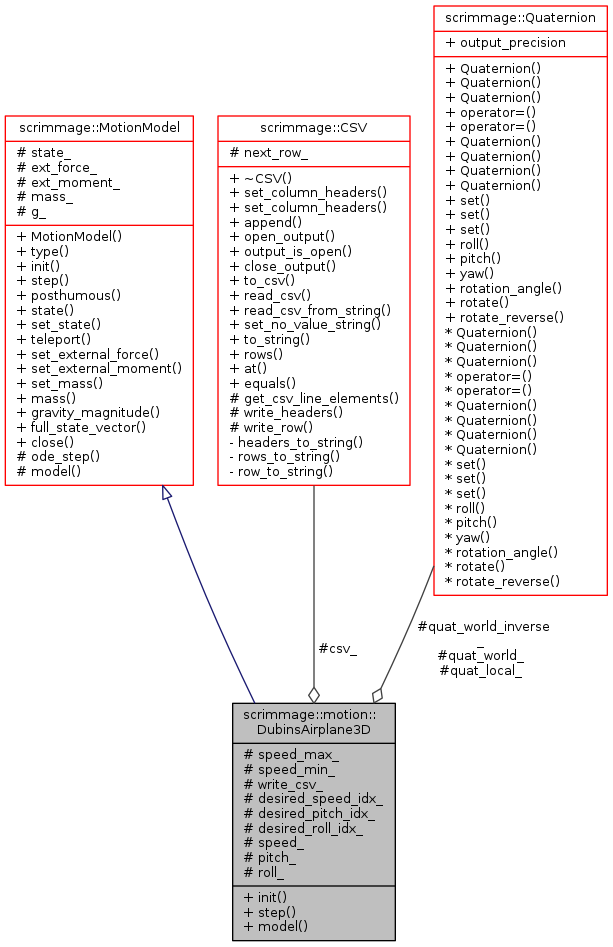 scrimmage::Quaternion
+ output_precision
+ Quaternion()
+ Quaternion()
+ Quaternion()
+ operator=()
+ operator=()
+ Quaternion()
+ Quaternion()
+ Quaternion()
+ Quaternion()
+ set()
+ set()
+ set()
+ roll()
+ pitch()
+ yaw()
+ rotation_angle()
+ rotate()
+ rotate_reverse()
* Quaternion()
* Quaternion()
* Quaternion()
* operator=()
* operator=()
* Quaternion()
* Quaternion()
* Quaternion()
* Quaternion()
* set()
* set()
* set()
* roll()
* pitch()
* yaw()
* rotation_angle()
* rotate()
* rotate_reverse()
scrimmage::MotionModel
# state_
# ext_force_
# ext_moment_
# mass_
# g_
+ MotionModel()
+ type()
+ init()
+ step()
+ posthumous()
+ state()
+ set_state()
+ teleport()
+ set_external_force()
+ set_external_moment()
+ set_mass()
+ mass()
+ gravity_magnitude()
+ full_state_vector()
+ close()
# ode_step()
# model()
scrimmage::CSV
# next_row_
+ ~CSV()
+ set_column_headers()
+ set_column_headers()
+ append()
+ open_output()
+ output_is_open()
+ close_output()
+ to_csv()
+ read_csv()
+ read_csv_from_string()
+ set_no_value_string()
+ to_string()
+ rows()
+ at()
+ equals()
# get_csv_line_elements()
# write_headers()
# write_row()
- headers_to_string()
- rows_to_string()
- row_to_string()
#csv_
#quat_world_inverse
_
#quat_world_
#quat_local_
scrimmage::motion::
DubinsAirplane3D
# speed_max_
# speed_min_
# write_csv_
# desired_speed_idx_
# desired_pitch_idx_
# desired_roll_idx_
# speed_
# pitch_
# roll_
+ init()
+ step()
+ model()